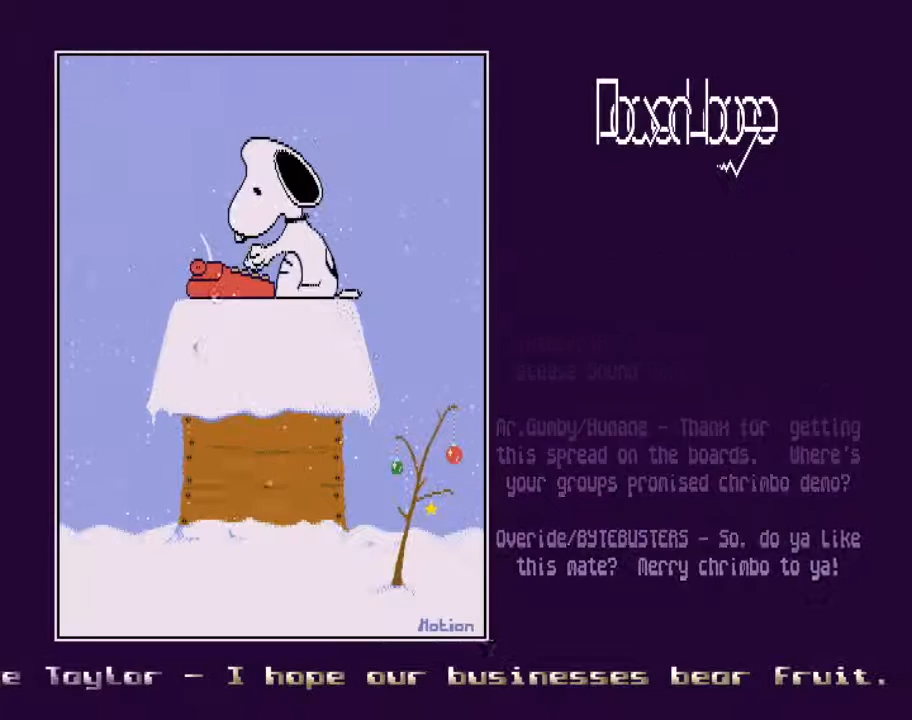 Mr.Gumby/Humane - Thanx for getting
this spread on the boards. Where's
your groups promised chrimbo demo?
Overide/BYTEBUSTERS - So, do ya like
this mate? Merry chrimbo to ya!
Motion
e Taylor - I hope our businesses bear fruit.